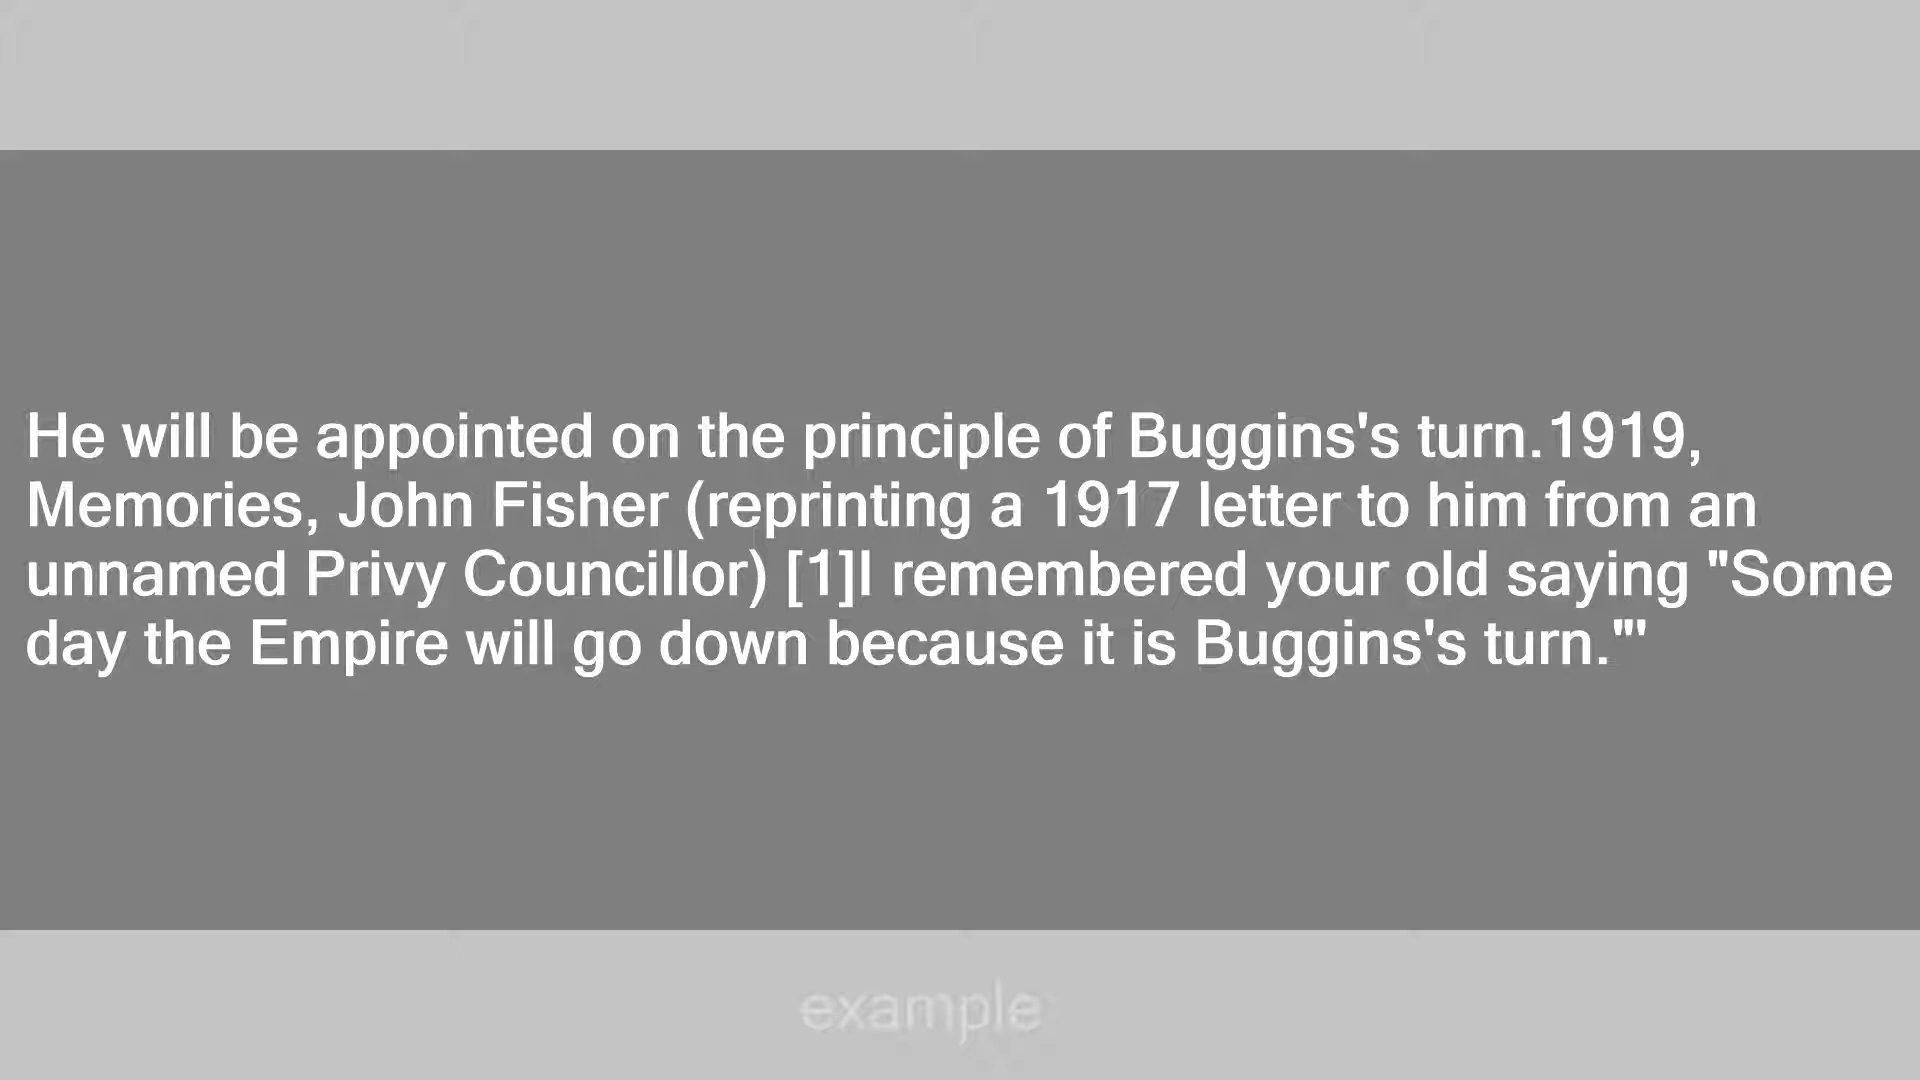 He will be appointed on the principle of Buggins's turn.1919,
Memories, John Fisher (reprinting a 1917 letter to him from an
unnamed Privy Councillor) [1]I remembered your old saying "Some
day the Empire will go down because it is Buggins's turn."'
example